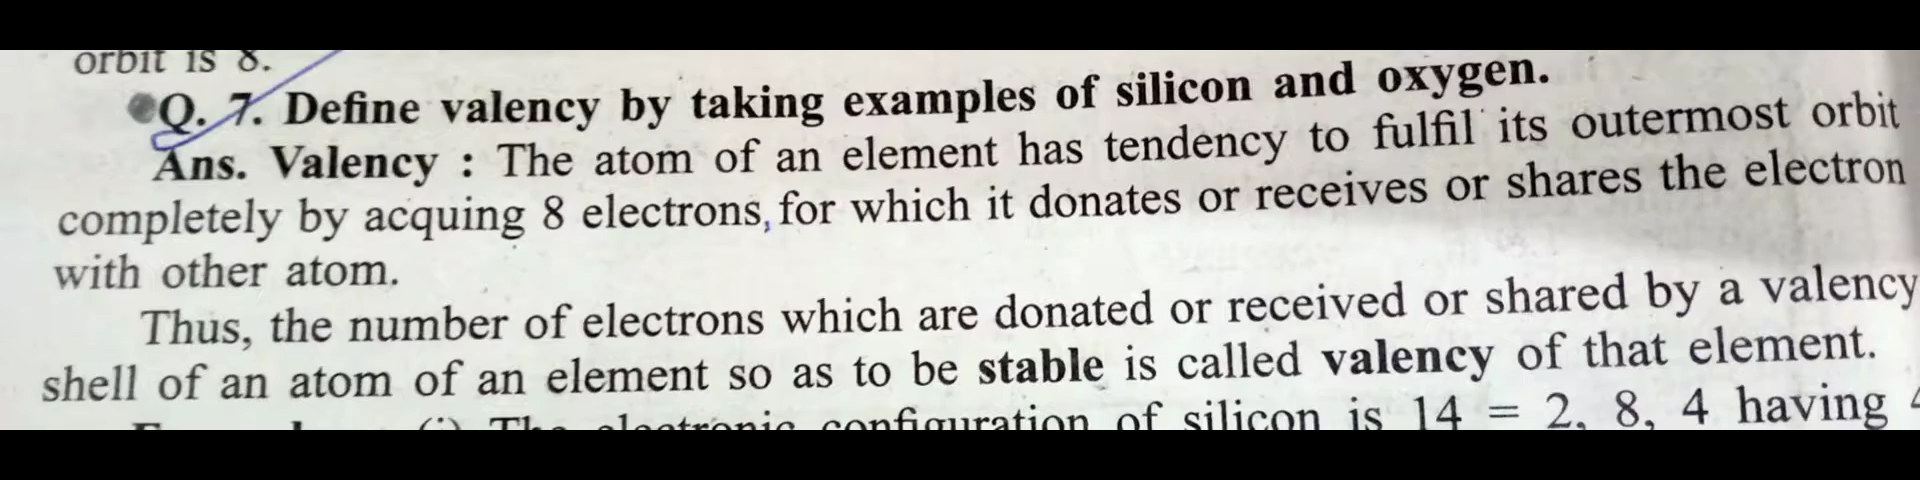 orbit is 8.
Q. 7. Define valency by taking examples of silicon and oxygen.
Ans. Valency : The atom of an element has tendency to fulfil its outermost orbit
completely by acquing 8 electrons, for which it donates or receives or shares the electron
with other atom.
Thus, the number of electrons which are donated or received or shared by a valency
shell of an atom of an element so as to be stable is called valency of that element.
(i) The electronic configuration of silicon is 14 = 2, 8, 4 having